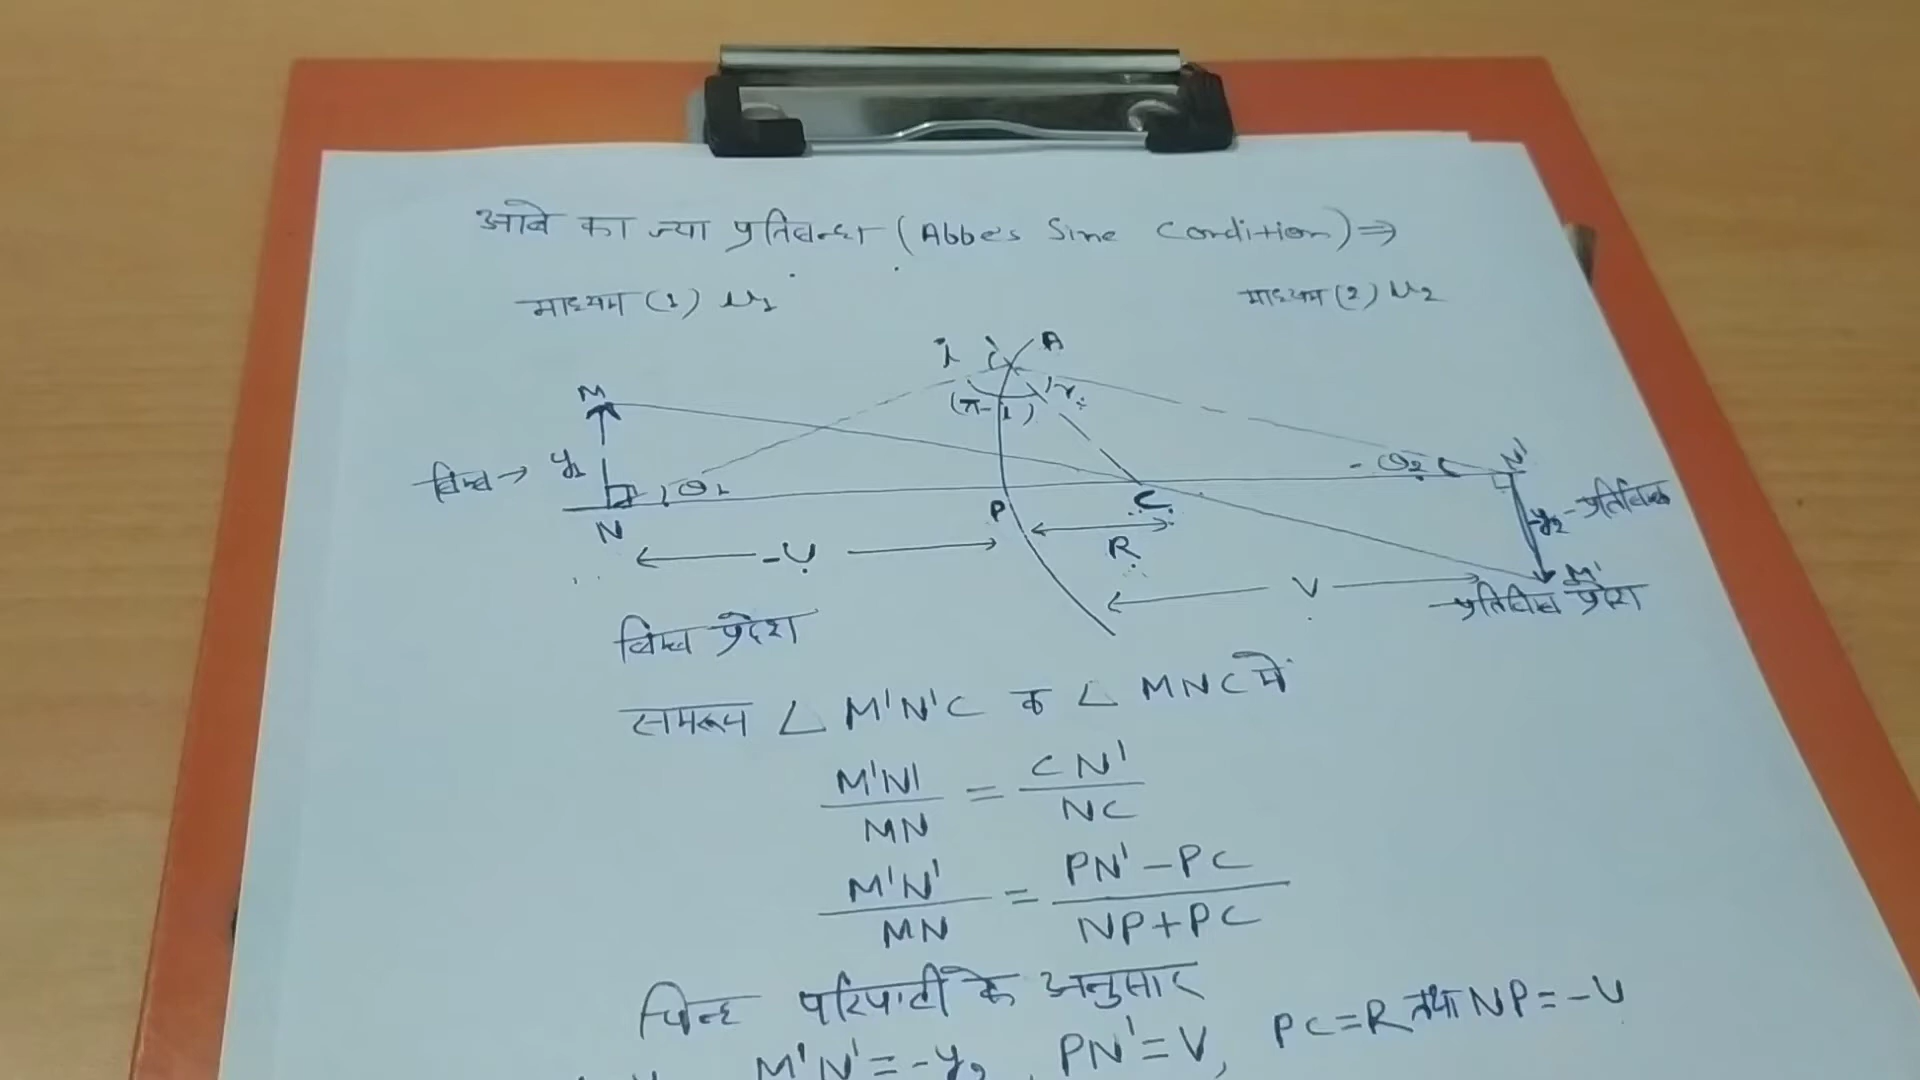 आबे का ज्या प्रतिबन्ध (Abbe's Sine Condition) ⇒
माध्यम (1) μ1
माध्यम (2) μ2
i i A
(π-i) r
M
बिम्ब → y1 θ1
- θ2 N'
-y2 - प्रतिबिम्ब
N P C
-U R
V M'
प्रतिबिम्ब प्रदेश
बिम्ब प्रदेश
समरूप △ M'N'C व △ MNC में
M'N'/MN = CN'/NC
M'N'/MN = PN'-PC/NP+PC
चिन्ह परिपाटी के अनुसार
M'N' = -y2, PN' = V, PC = R तथा NP = -U